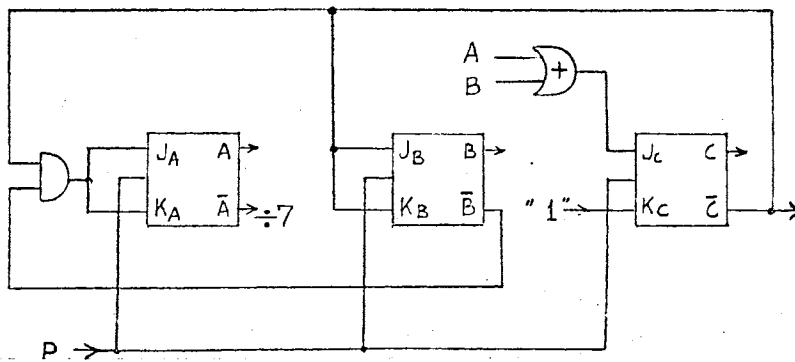 A
B
+
J_A A
K_A Ā
÷7
J_B B
K_B B̄
" 1 "
J_C C
K_C C̄
P